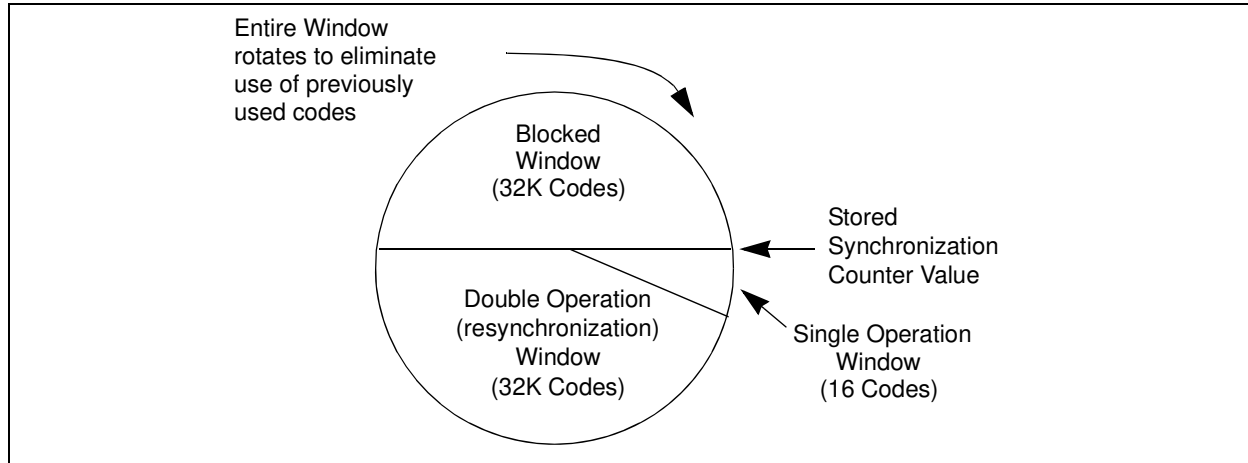 Entire Window
rotates to eliminate
use of previously
used codes
Blocked
Window
(32K Codes)
Stored
Synchronization
Counter Value
Double Operation
(resynchronization)
Window
(32K Codes)
Single Operation
Window
(16 Codes)